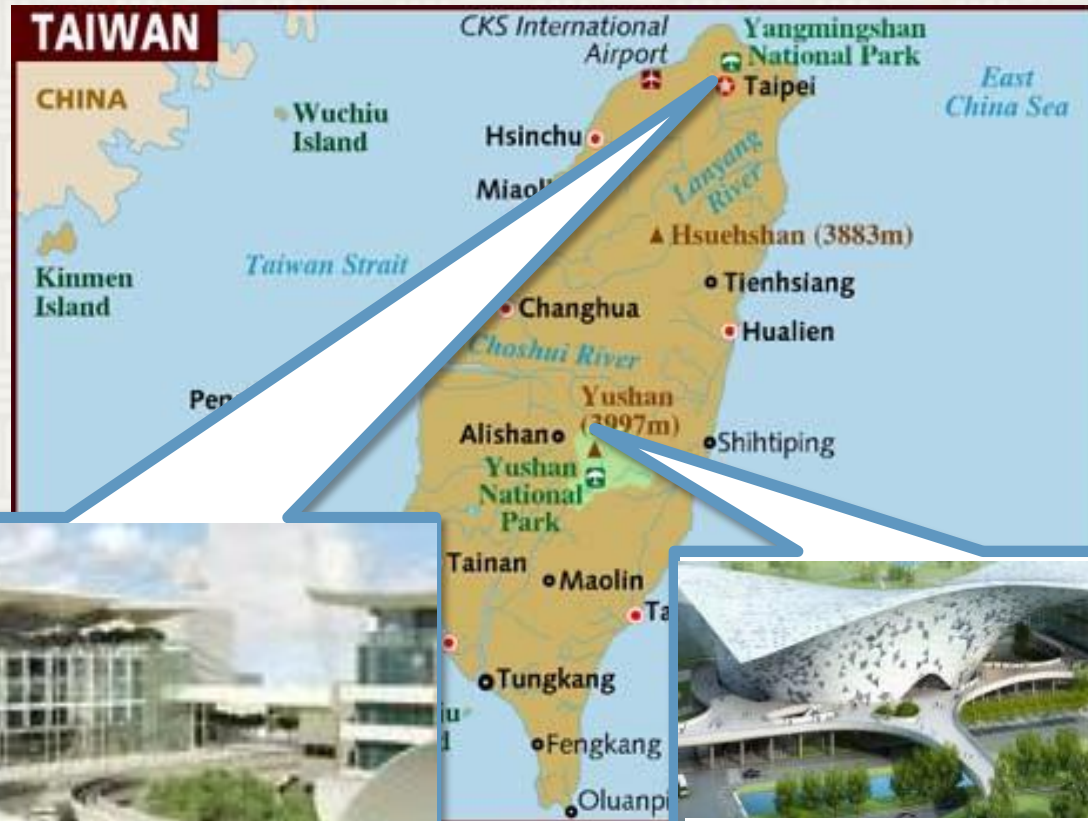 TAIWAN
CKS International
Airport
Yangmingshan
National Park
CHINA
East
China Sea
Taipei
Wuchiu
Island
Hsinchu
Lanyang
River
Hsuehshan (3883m)
Kinmen
Island
Taiwan Strait
Tienhsiang
Changhua
Hualien
Choshui River
Yushan
(3997m)
Alishan
Shihtiping
Yushan
National
Park
Tainan
Maolin
Tungkang
Fengkang
Oluanpi